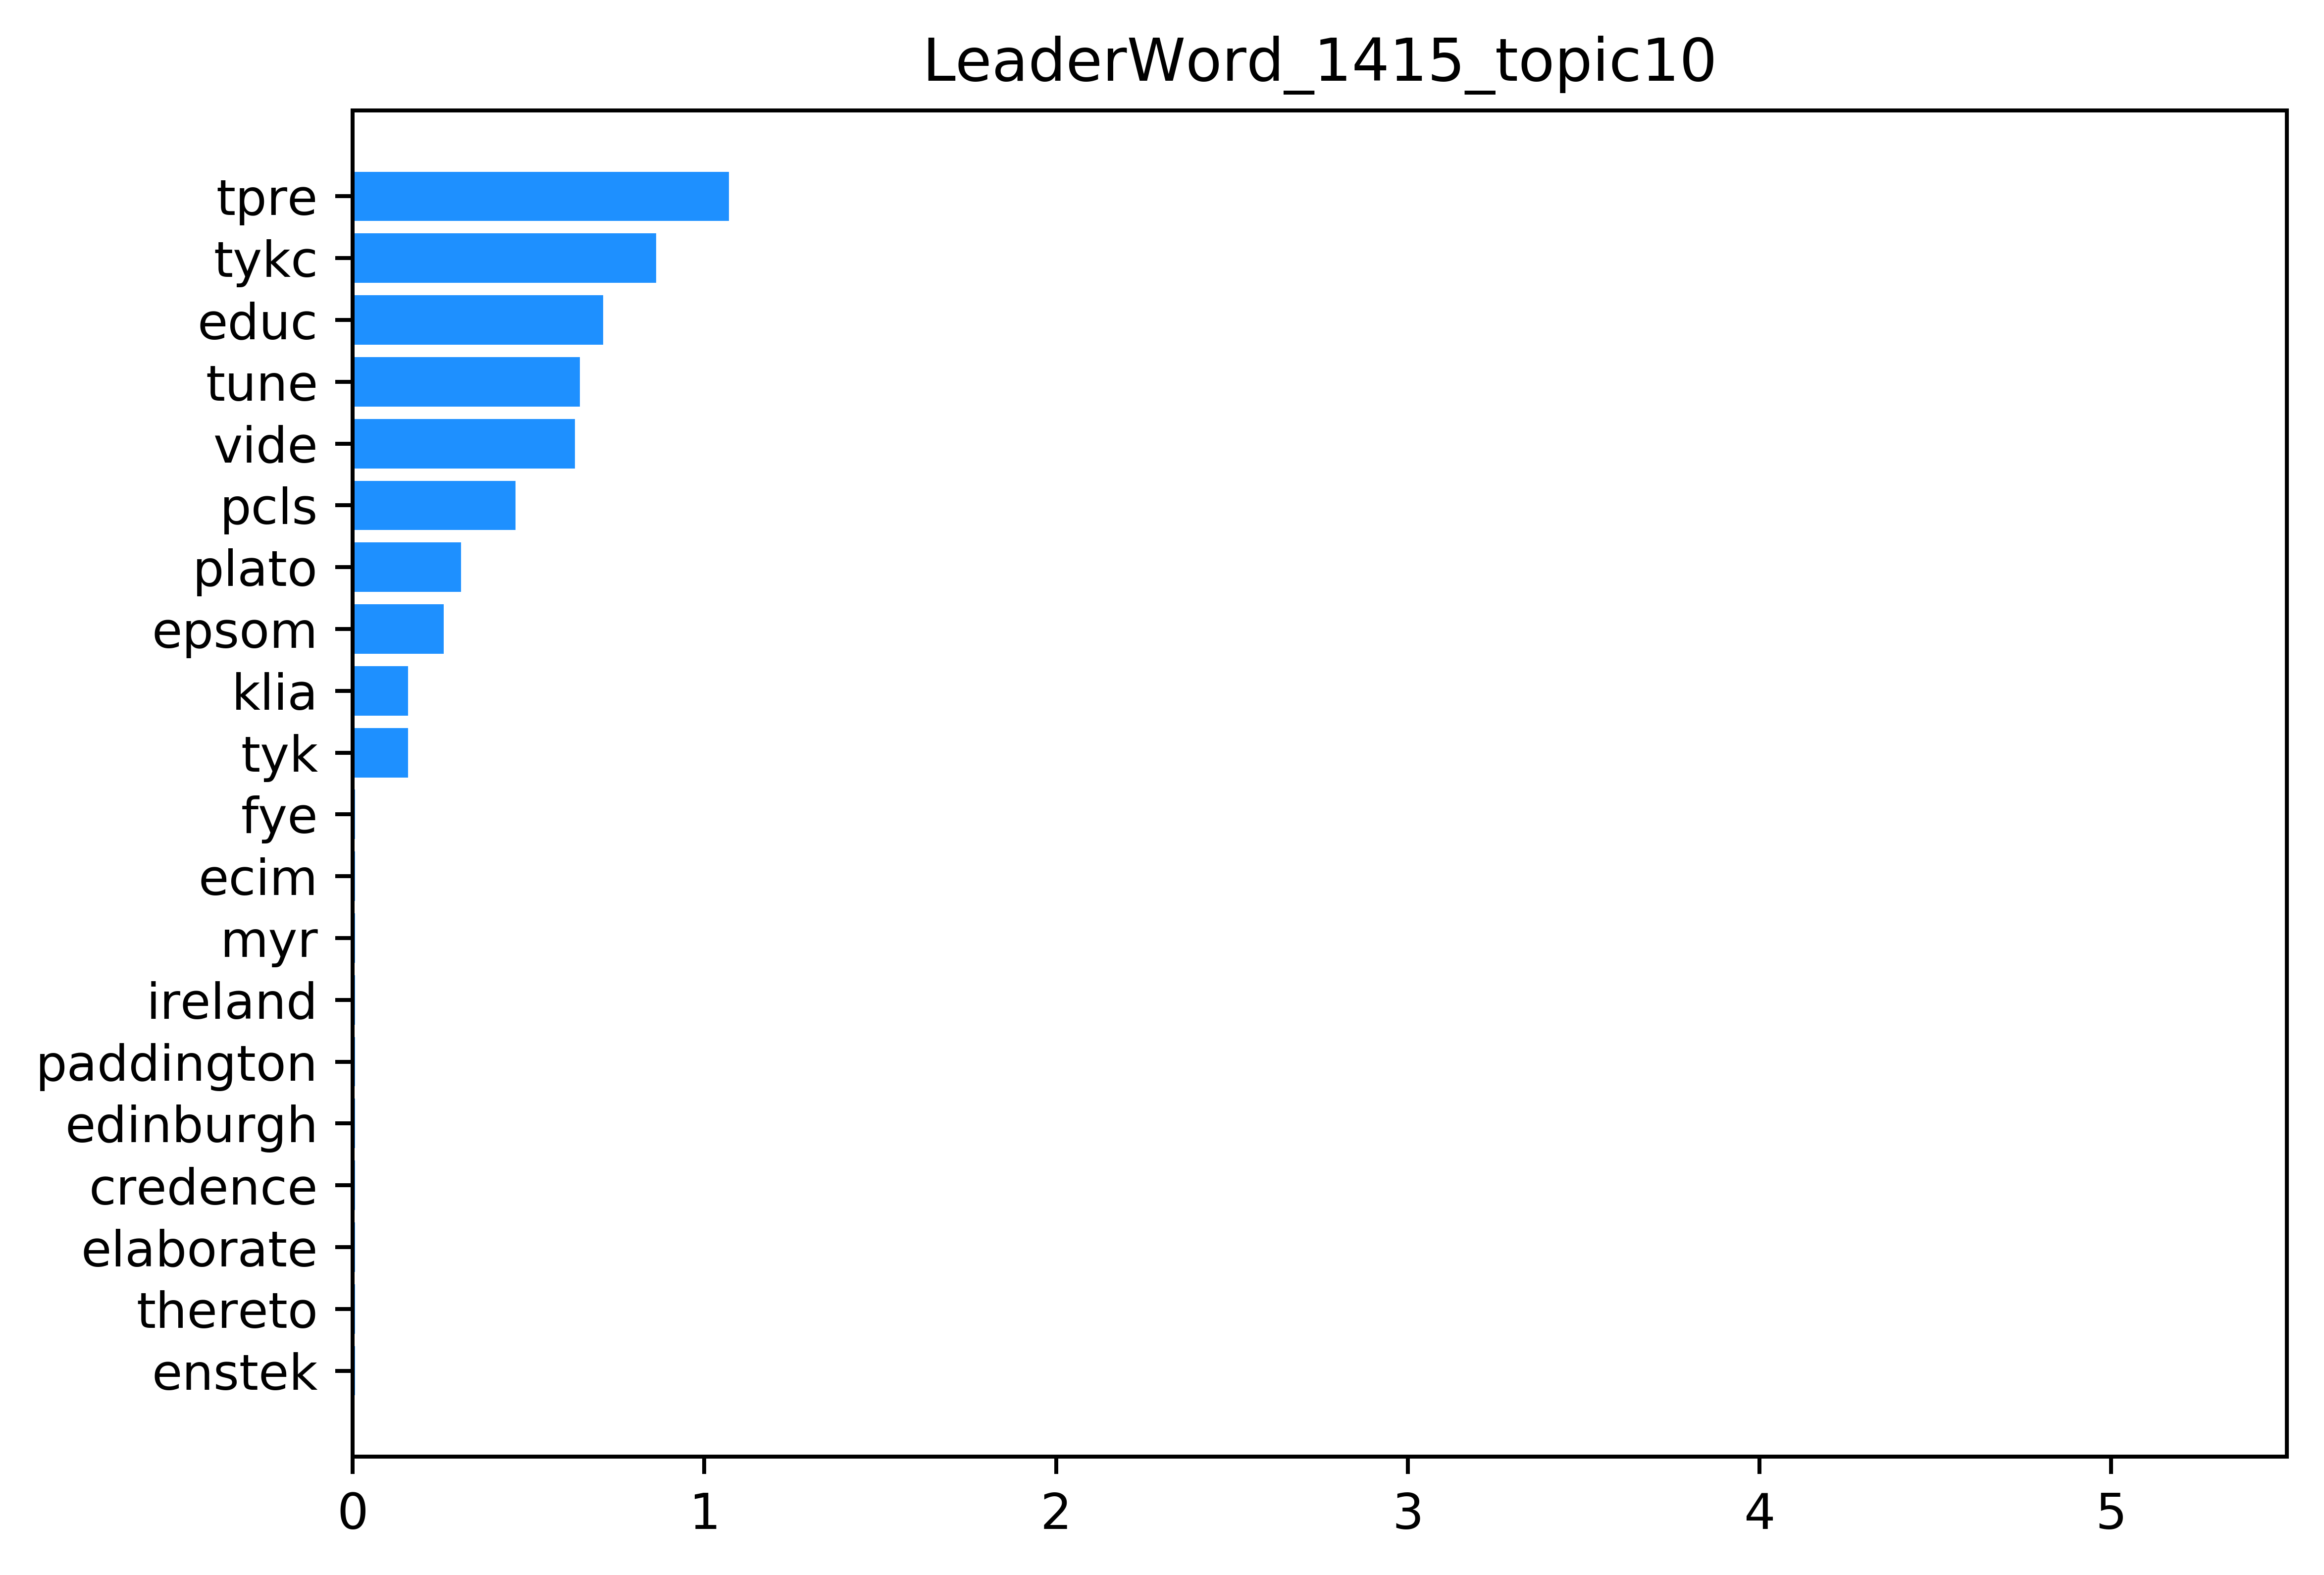 LeaderWord_1415_topic10
tpre
tykc
educ
tune
vide
pcls
plato
epsom
klia
tyk
fye
ecim
myr
ireland
paddington
edinburgh
credence
elaborate
thereto
enstek
0 1 2 3 4 5